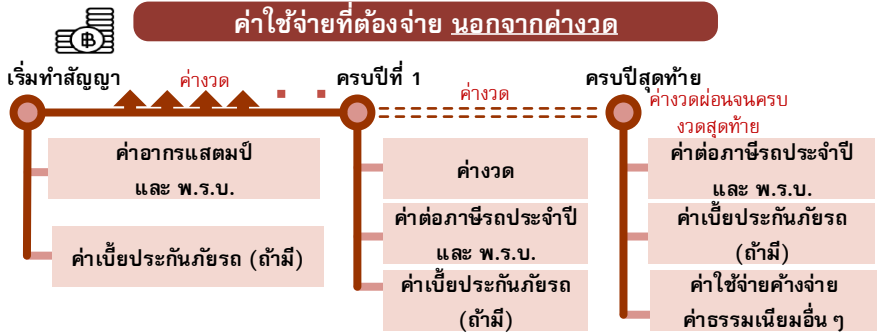 ค่าใช้จ่ายที่ต้องจ่าย นอกจากค่างวด
เริ่มทำสัญญา
ค่างวด
ครบปีที่ 1
ค่างวด
ครบปีสุดท้าย
ค่างวดผ่อนจนครบ
งวดสุดท้าย
ค่าอากรแสตมป์
และ พ.ร.บ.
ค่าเบี้ยประกันภัยรถ (ถ้ามี)
ค่างวด
ค่าต่อภาษีรถประจำปี
และ พ.ร.บ.
ค่าเบี้ยประกันภัยรถ
(ถ้ามี)
ค่าต่อภาษีรถประจำปี
และ พ.ร.บ.
ค่าเบี้ยประกันภัยรถ
(ถ้ามี)
ค่าใช้จ่ายค้างจ่าย
ค่าธรรมเนียมอื่น ๆ